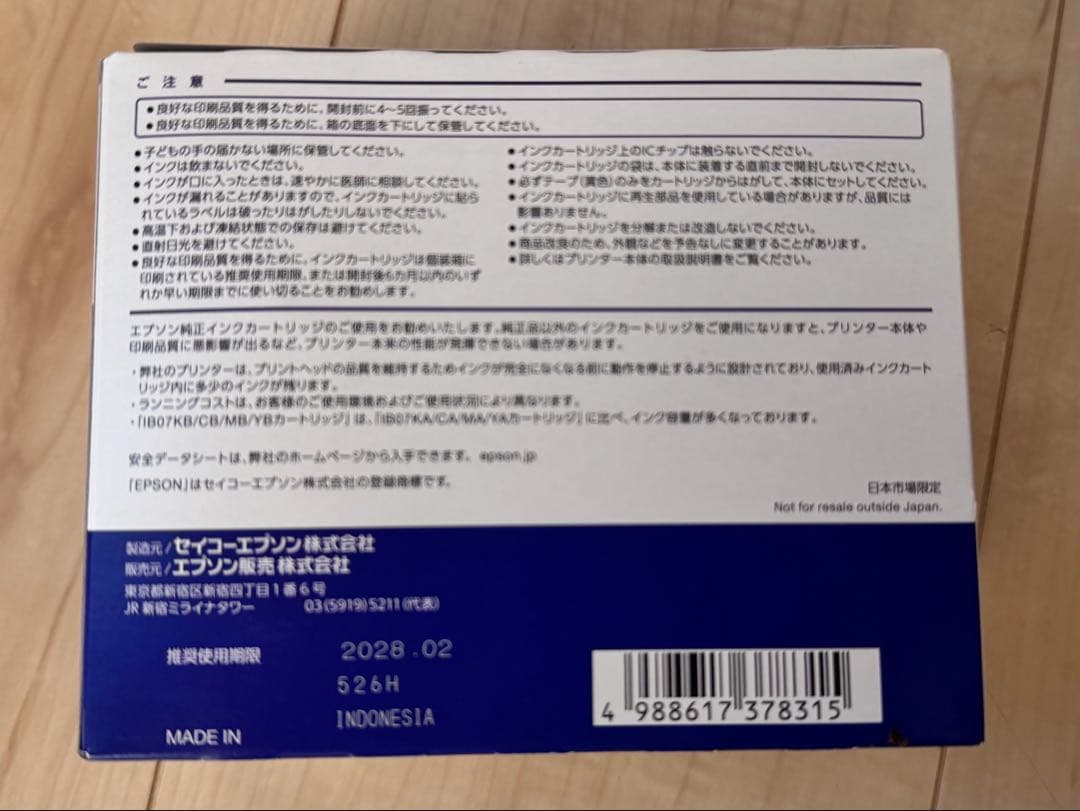 ご注意
●良好な印刷品質を得るために、開封前に4～5回振ってください。
●良好な印刷品質を得るために、箱の底面を下にして保管してください。
●子どもの手の届かない場所に保管してください。
●インクは飲まないでください。
●インクが口に入ったときは、速やかに医師に相談してください。
●インクが漏れることがありますので、インクカートリッジに貼ら
れているラベルは破ったりはがしたりしないでください。
●高温下および凍結状態での保存は避けてください。
●直射日光を避けてください。
●良好な印刷品質を得るために、インクカートリッジは個装箱に
印刷されている推奨使用期限、または開封後6カ月以内のいず
れか早い期限までに使い切ることをお勧めします。
●インクカートリッジ上のICチップは触らないでください。
●インクカートリッジの袋は、本体に装着する直前まで開封しないでください。
●必ずテープ(黄色)のみをカートリッジからはがして、本体にセットしてください。
●インクカートリッジに再生部品を使用している場合がありますが、品質には
影響ありません。
●インクカートリッジを分解または改造しないでください。
●商品改良のため、外観などを予告なしに変更することがあります。
●詳しくはプリンター本体の取扱説明書をご覧ください。
エプソン純正インクカートリッジのご使用をお勧めいたします。純正品以外のインクカートリッジをご使用になりますと、プリンター本体や
印刷品質に悪影響が出るなど、プリンター本来の性能が発揮できない場合があります。
・弊社のプリンターは、プリントヘッドの品質を維持するためインクが完全になくなる前に動作を停止するように設計されており、使用済みインクカート
リッジ内に多少のインクが残ります。
・ランニングコストは、お客様のご使用環境およびご使用状況により異なります。
・「IB07KB/CB/MB/YBカートリッジ」は、「IB07KA/CA/MA/YAカートリッジ」に比べ、インク容量が多くなっております。
安全データシートは、弊社のホームページから入手できます。 epson.jp
「EPSON」はセイコーエプソン株式会社の登録商標です。
日本市場限定
Not for resale outside Japan.
製造元/セイコーエプソン株式会社
販売元/エプソン販売株式会社
東京都新宿区新宿四丁目1番6号
JR新宿ミライナタワー 03(5919)5211(代表)
推奨使用期限 2028.02
526H
INDONESIA
MADE IN
4 988617 378315